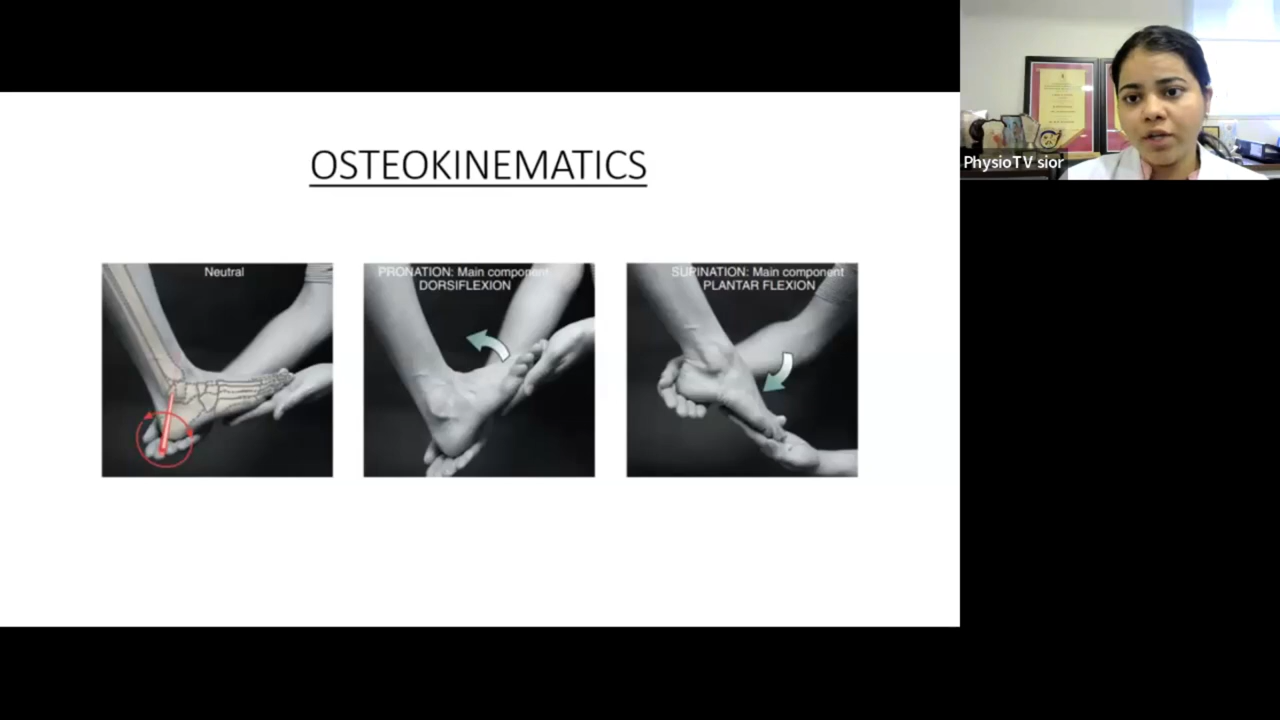 OSTEOKINEMATICS
Neutral
PRONATION: Main component
DORSIFLEXION
SUPINATION: Main component
PLANTAR FLEXION
PhysioTV sior